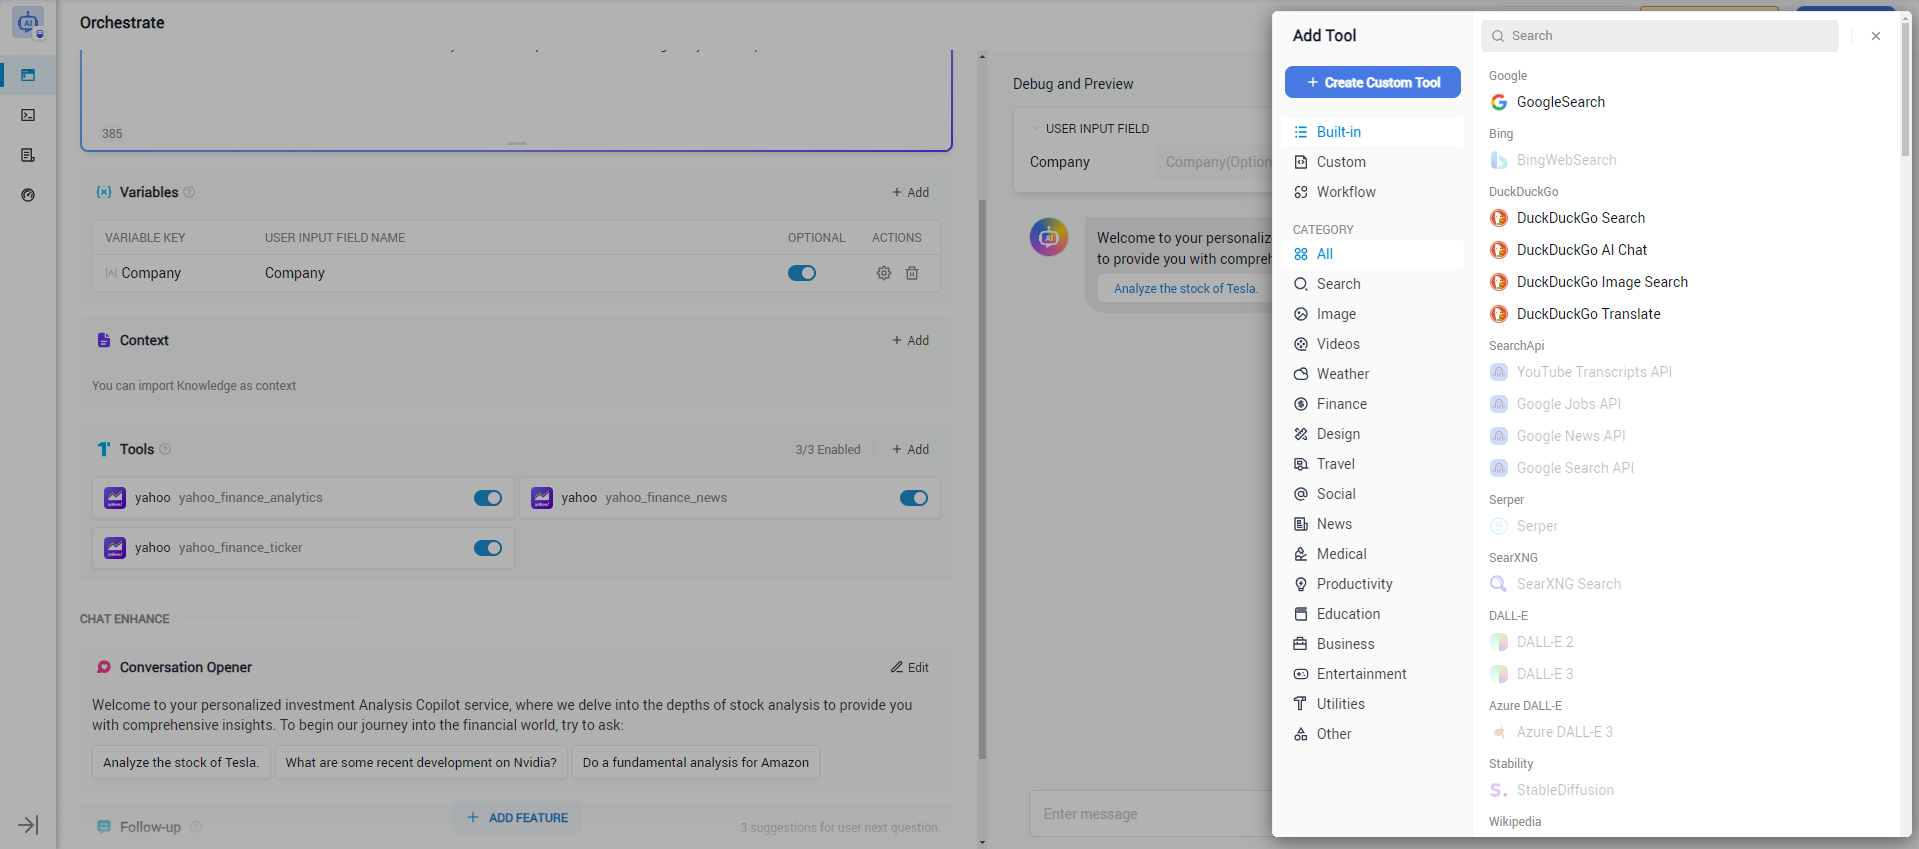 Orchestrate
385
Variables
Add
VARIABLE KEY USER INPUT FIELD NAME OPTIONAL ACTIONS
Company Company
Context
Add
You can import Knowledge as context
Tools
3/3 Enabled
Add
yahoo yahoo_finance_analytics
yahoo yahoo_finance_news
yahoo yahoo_finance_ticker
CHAT ENHANCE
Conversation Opener
Edit
Welcome to your personalized investment Analysis Copilot service, where we delve into the depths of stock analysis to provide you
with comprehensive insights. To begin our journey into the financial world, try to ask:
Analyze the stock of Tesla.
What are some recent development on Nvidia?
Do a fundamental analysis for Amazon
Follow-up
ADD FEATURE
3 suggestions for user next question.
Debug and Preview
USER INPUT FIELD
Company
Company(Option
Welcome to your personaliz
to provide you with compreh
Analyze the stock of Tesla.
Enter message
Add Tool
Create Custom Tool
Built-in
Custom
Workflow
CATEGORY
All
Search
Image
Videos
Weather
Finance
Design
Travel
Social
News
Medical
Productivity
Education
Business
Entertainment
Utilities
Other
Search
Google
GoogleSearch
Bing
BingWebSearch
DuckDuckGo
DuckDuckGo Search
DuckDuckGo AI Chat
DuckDuckGo Image Search
DuckDuckGo Translate
SearchApi
YouTube Transcripts API
Google Jobs API
Google News API
Google Search API
Serper
Serper
SearXNG
SearXNG Search
DALL-E
DALL-E 2
DALL-E 3
Azure DALL-E
Azure DALL-E 3
Stability
StableDiffusion
Wikipedia